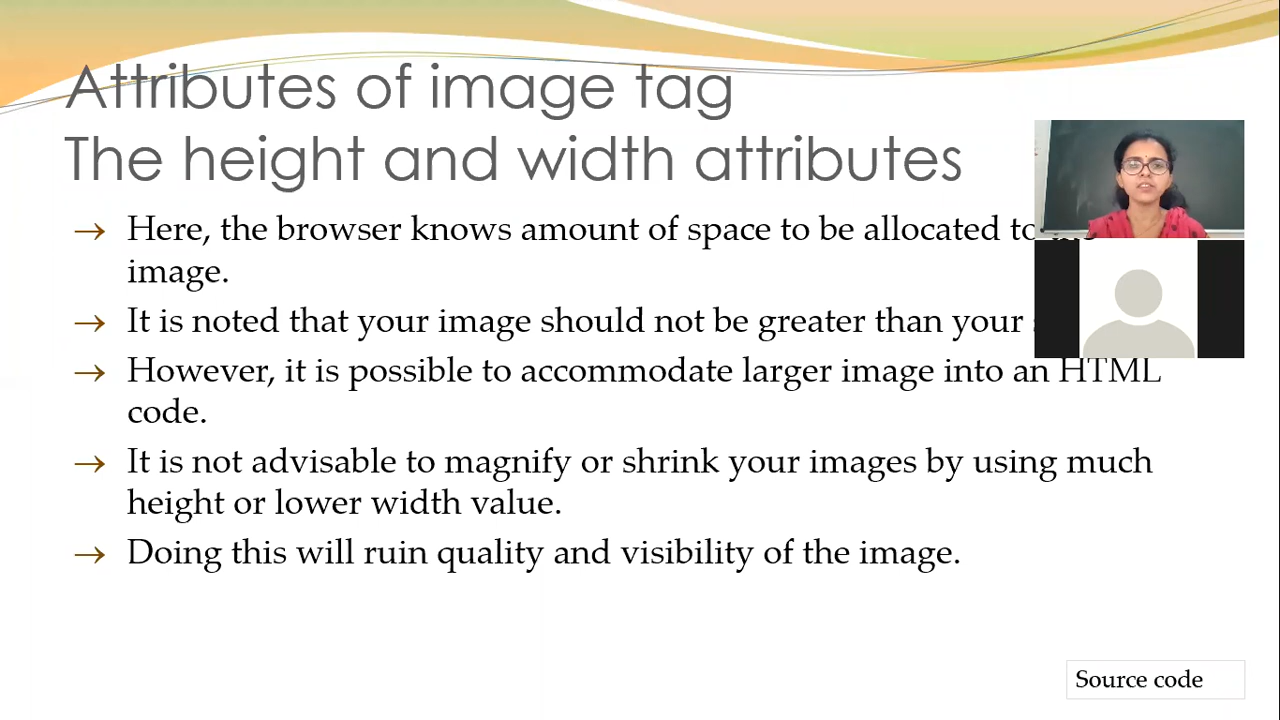 Attributes of image tag
The height and width attributes
→ Here, the browser knows amount of space to be allocated to
image.
→ It is noted that your image should not be greater than your
→ However, it is possible to accommodate larger image into an HTML
code.
→ It is not advisable to magnify or shrink your images by using much
height or lower width value.
→ Doing this will ruin quality and visibility of the image.
Source code